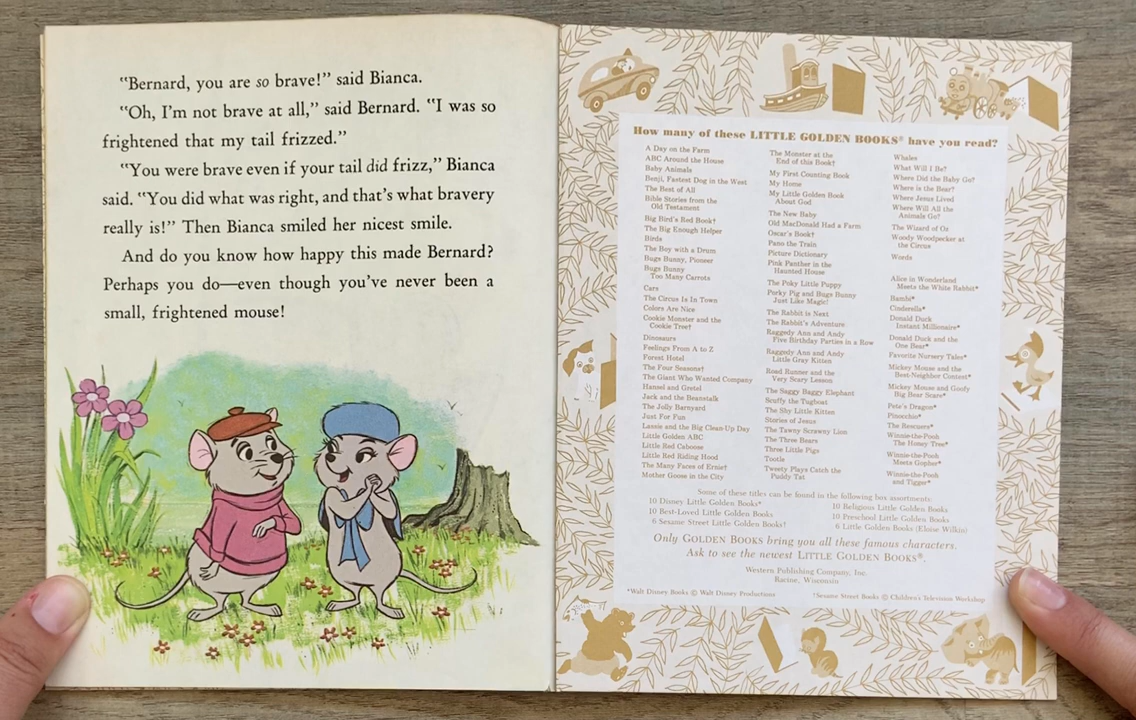 "Bernard, you are so brave!" said Bianca.
"Oh, I'm not brave at all," said Bernard. "I was so
frightened that my tail frizzed."
"You were brave even if your tail did frizz," Bianca
said. "You did what was right, and that's what bravery
really is!" Then Bianca smiled her nicest smile.
And do you know how happy this made Bernard?
Perhaps you do—even though you've never been a
small, frightened mouse!
How many of these LITTLE GOLDEN BOOKS® have you read?
A Day on the Farm
ABC Around the House
Baby Animals
Benji, Fastest Dog in the West
The Best of All
Bible Stories from the
Old Testament
Big Bird's Red Book†
The Big Enough Helper
Birds
The Boy with a Drum
Bugs Bunny, Pioneer
Bugs Bunny
Too Many Carrots
Cars
The Circus Is In Town
Colors Are Nice
Cookie Monster and the
Cookie Tree†
Dinosaurs
Feelings From A to Z
Forest Hotel
The Four Seasons†
The Giant Who Wanted Company
Hansel and Gretel
Jack and the Beanstalk
The Jolly Barnyard
Just For Fun
Lassie and the Big Clean-Up Day
Little Golden ABC
Little Red Caboose
Little Red Riding Hood
The Many Faces of Ernie†
Mother Goose in the City
The Monster at the
End of this Book†
My First Counting Book
My Home
My Little Golden Book
About God
The New Baby
Old MacDonald Had a Farm
Oscar's Book†
Pano the Train
Picture Dictionary
Pink Panther in the
Haunted House
The Poky Little Puppy
Porky Pig and Bugs Bunny
Just Like Magic!
The Rabbit is Next
The Rabbit's Adventure
Raggedy Ann and Andy
Five Birthday Parties in a Row
Raggedy Ann and Andy
Little Gray Kitten
Road Runner and the
Very Scary Lesson
The Saggy Baggy Elephant
Scuffy the Tugboat
The Shy Little Kitten
Stories of Jesus
The Tawny Scrawny Lion
The Three Bears
Three Little Pigs
Tootle
Tweety Plays Catch the
Puddy Tat
Whales
What Will I Be?
Where Did the Baby Go?
Where is the Bear?
Where Jesus Lived
Where Will All the
Animals Go?
The Wizard of Oz
Woody Woodpecker at
the Circus
Words
Alice in Wonderland
Meets the White Rabbit*
Bambi*
Cinderella*
Donald Duck
Instant Millionaire*
Donald Duck and the
One Bear*
Favorite Nursery Tales*
Mickey Mouse and the
Best-Neighbor Contest*
Mickey Mouse and Goofy
Big Bear Scare*
Pete's Dragon*
Pinocchio*
The Rescuers*
Winnie-the-Pooh
The Honey Tree*
Winnie-the-Pooh
Meets Gopher*
Winnie-the-Pooh
and Tigger*
Some of these titles can be found in the following box assortments:
10 Disney Little Golden Books*
10 Best-Loved Little Golden Books
6 Sesame Street Little Golden Books†
10 Religious Little Golden Books
10 Preschool Little Golden Books
6 Little Golden Books (Eloise Wilkin)
Only GOLDEN BOOKS bring you all these famous characters.
Ask to see the newest LITTLE GOLDEN BOOKS®.
Western Publishing Company, Inc.
Racine, Wisconsin
*Walt Disney Books © Walt Disney Productions
†Sesame Street Books © Children's Television Workshop